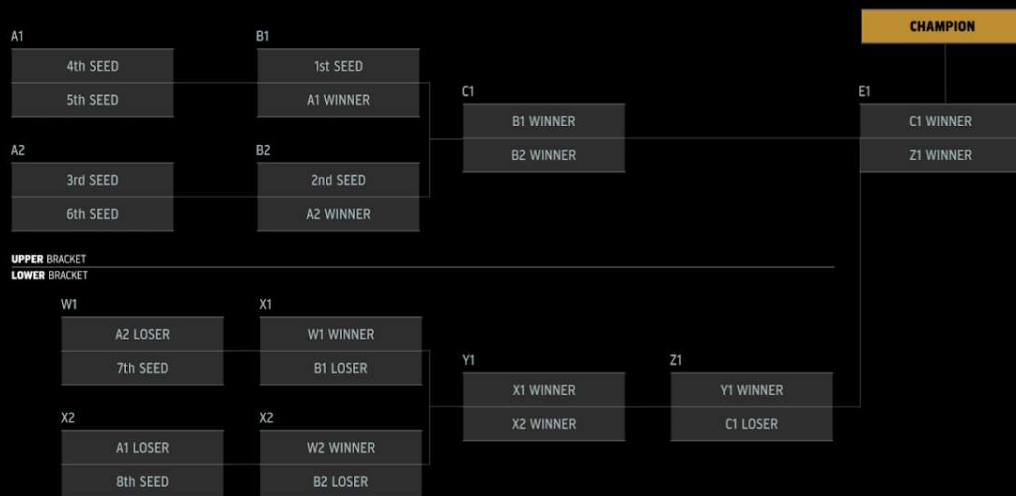 CHAMPION
A1
4th SEED
5th SEED
B1
1st SEED
A1 WINNER
C1
B1 WINNER
B2 WINNER
E1
C1 WINNER
Z1 WINNER
A2
3rd SEED
6th SEED
B2
2nd SEED
A2 WINNER
UPPER BRACKET
LOWER BRACKET
W1
A2 LOSER
7th SEED
X1
W1 WINNER
B1 LOSER
Y1
X1 WINNER
X2 WINNER
Z1
Y1 WINNER
C1 LOSER
X2
A1 LOSER
8th SEED
X2
W2 WINNER
B2 LOSER